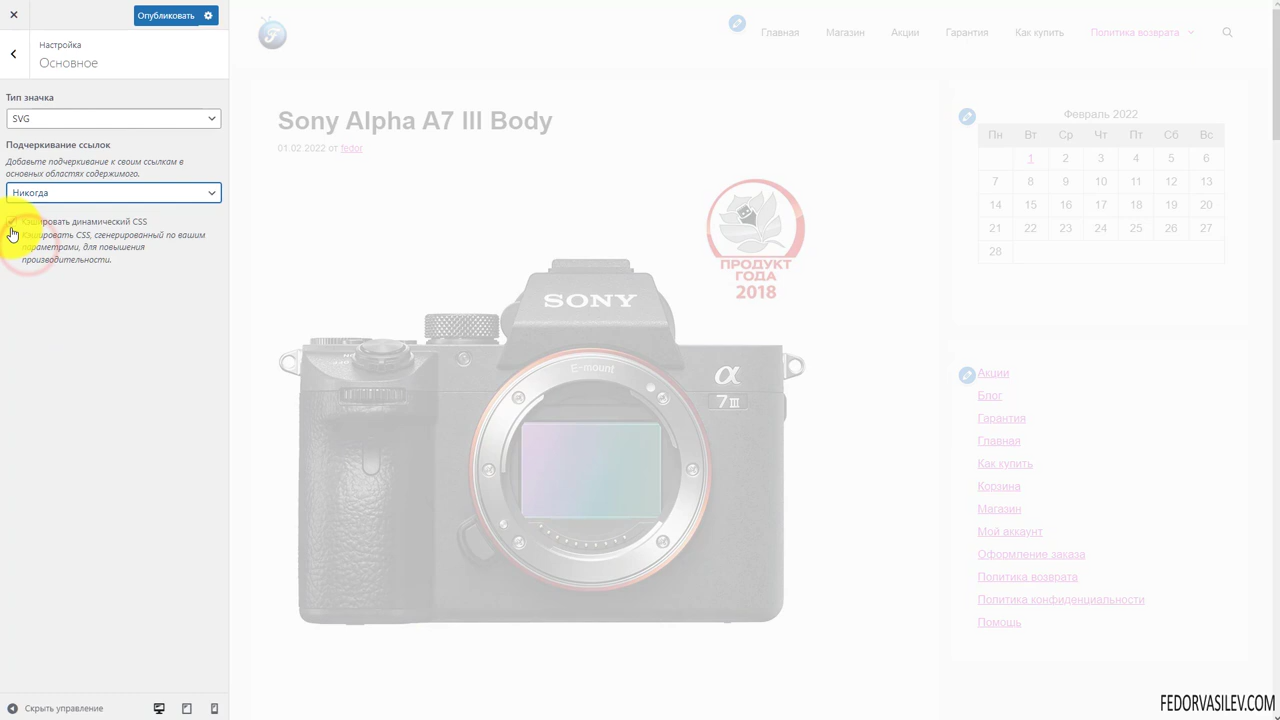 Опубликовать
Настройка
Основное
Тип значка
SVG
Подчеркивание ссылок
Добавьте подчеркивание к своим ссылкам в
основных областях содержимого.
Никогда
динамический CSS
CSS, сгенерированный по вашим
для повышения
Скрыть управление
Главная
Магазин
Акции
Гарантия
Как купить
Политика возврата
Sony Alpha A7 III Body
01.02.2022 от fedor
ПРОДУКТ
ГОДА
2018
SONY
E-mount
α
7 III
Февраль 2022
Пн Вт Ср Чт Пт Сб Вс
1 2 3 4 5 6
7 8 9 10 11 12 13
14 15 16 17 18 19 20
21 22 23 24 25 26 27
28
Акции
Блог
Гарантия
Главная
Как купить
Корзина
Магазин
Мой аккаунт
Оформление заказа
Политика возврата
Политика конфиденциальности
Помощь
FEDORVASILEV.COM